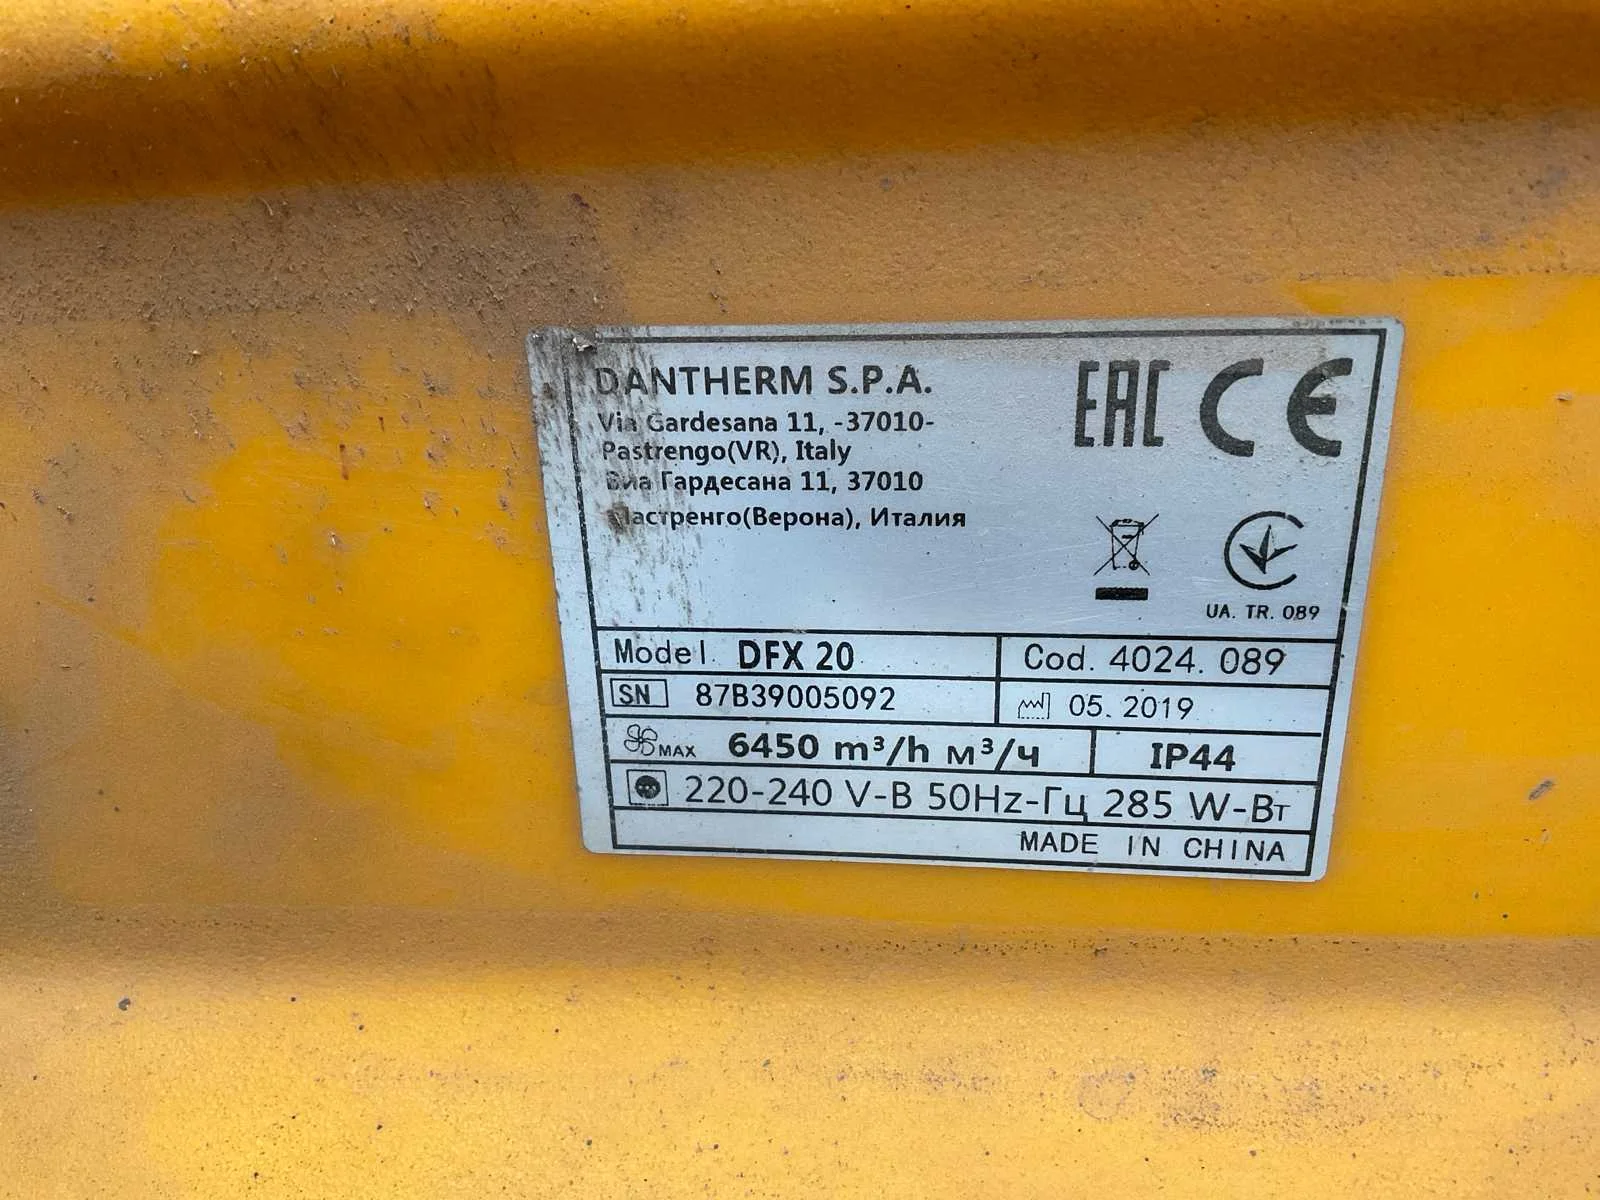 DANTHERM S.P.A.
Via Gardesana 11, -37010-
Pastrengo(VR), Italy
Виа Гардесана 11, 37010
Пастренго(Верона), Италия
EAC CE
UA. TR. 089
Model DFX 20
Cod. 4024. 089
SN 87B39005092
05. 2019
MAX 6450 m³/h м³/ч
IP44
220-240 V-В 50Hz-Гц 285 W-Вт
MADE IN CHINA